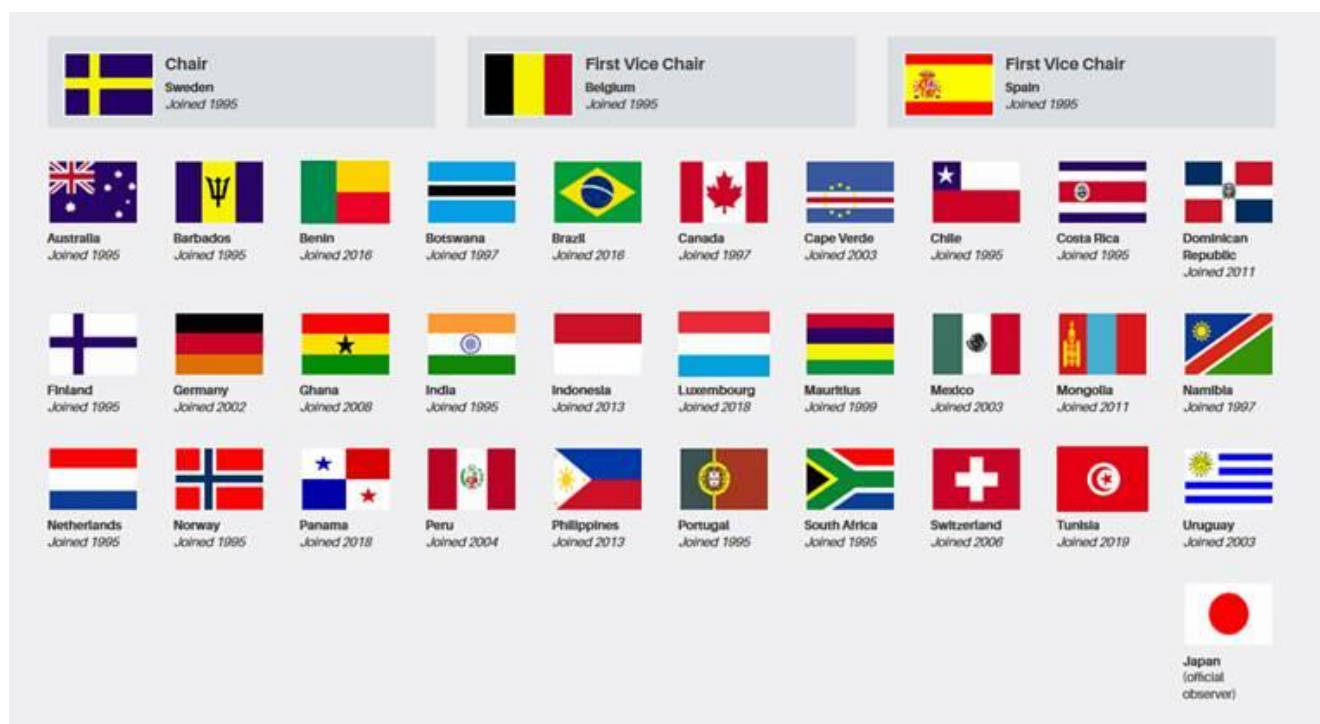 Chair
Sweden
Joined 1995
First Vice Chair
Belgium
Joined 1995
First Vice Chair
Spain
Joined 1995
Australia
Joined 1995
Barbados
Joined 1995
Benin
Joined 2016
Botswana
Joined 1997
Brazil
Joined 2016
Canada
Joined 1997
Cape Verde
Joined 2003
Chile
Joined 1995
Costa Rica
Joined 1995
Dominican
Republic
Joined 2011
Finland
Joined 1995
Germany
Joined 2002
Ghana
Joined 2008
India
Joined 1995
Indonesia
Joined 2013
Luxembourg
Joined 2018
Mauritius
Joined 1999
Mexico
Joined 2003
Mongolia
Joined 2011
Namibia
Joined 1997
Netherlands
Joined 1995
Norway
Joined 1995
Panama
Joined 2018
Peru
Joined 2004
Philippines
Joined 2013
Portugal
Joined 1995
South Africa
Joined 1995
Switzerland
Joined 2006
Tunisia
Joined 2019
Uruguay
Joined 2003
Japan
(official
observer)